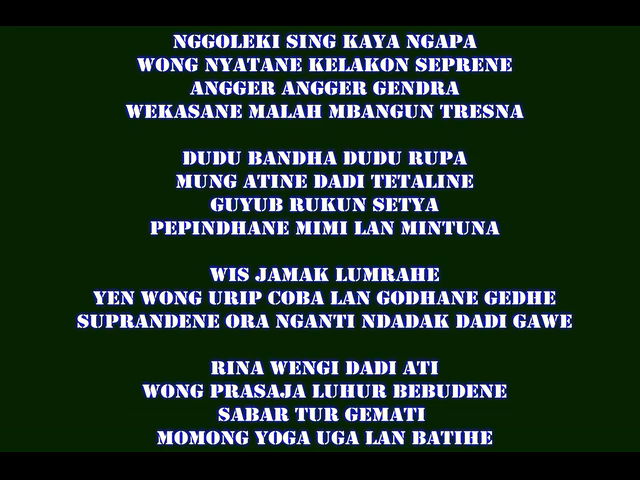 NGGOLEKI SING KAYA NGAPA
WONG NYATANE KELAKON SEPRENE
ANGGER ANGGER GENDRA
WEKASANE MALAH MBANGUN TRESNA
DUDU BANDHA DUDU RUPA
MUNG ATINE DADI TETALINE
GUYUB RUKUN SETYA
PEPINDHANE MIMI LAN MINTUNA
WIS JAMAK LUMRAHE
YEN WONG URIP COBA LAN GODHANE GEDHE
SUPRANDENE ORA NGANTI NDADAK DADI GAWE
RINA WENGI DADI ATI
WONG PRASAJA LUHUR BEBUDENE
SABAR TUR GEMATI
MOMONG YOGA UGA LAN BATIHE